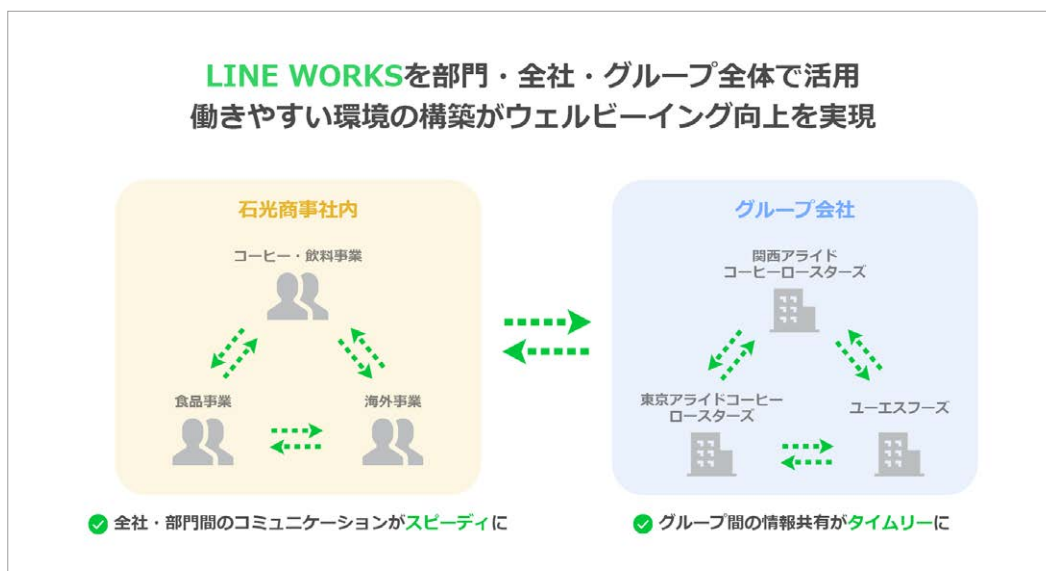 LINE WORKSを部門・全社・グループ全体で活用
働きやすい環境の構築がウェルビーイング向上を実現
石光商事社内
コーヒー・飲料事業
食品事業
海外事業
全社・部門間のコミュニケーションがスピーディに
グループ会社
関西アライド
コーヒーロースターズ
東京アライドコーヒー
ロースターズ
ユーエスフーズ
グループ間の情報共有がタイムリーに